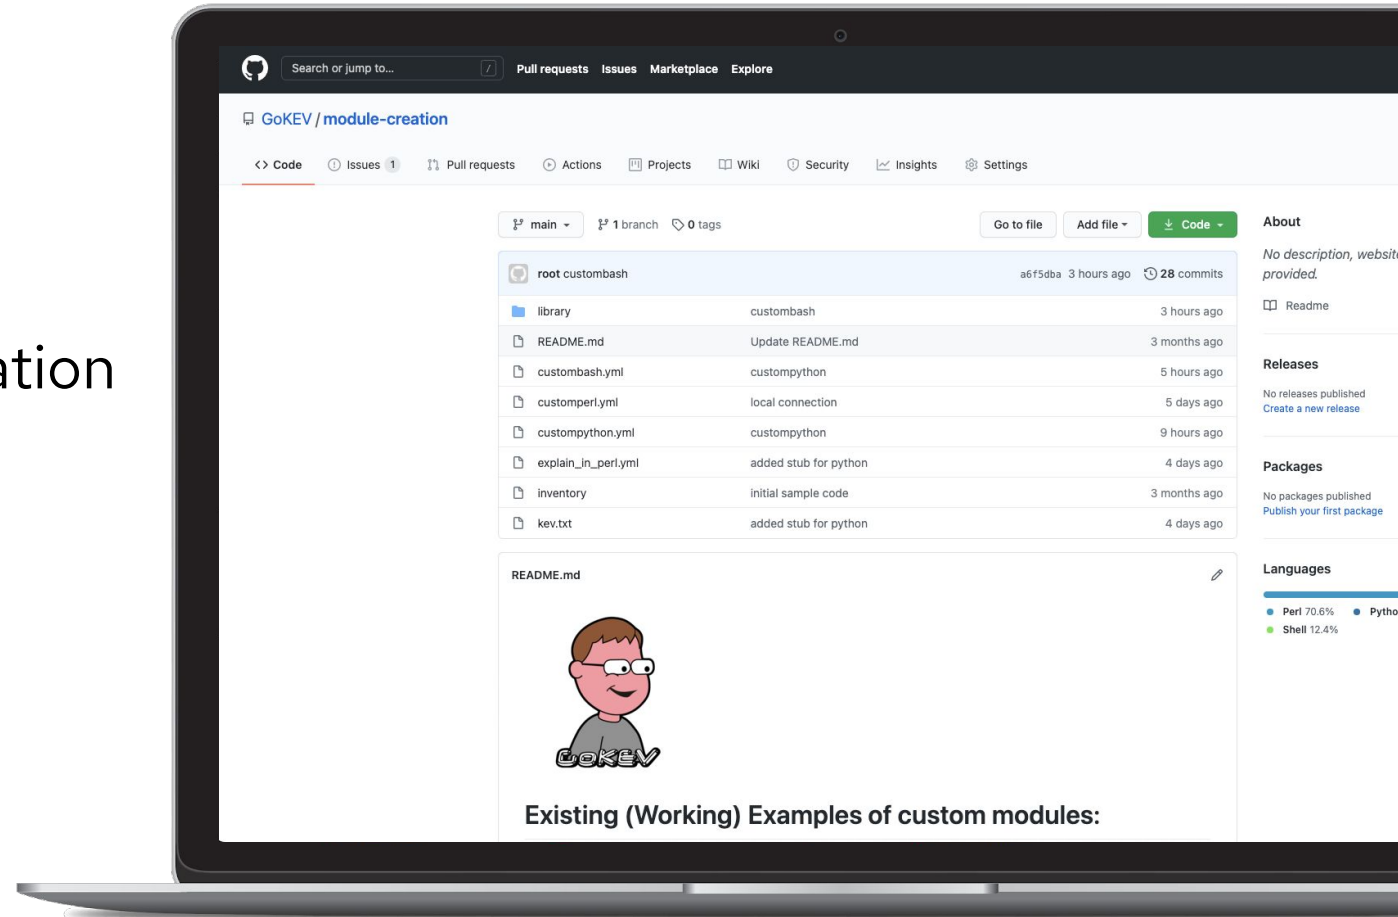 Search or jump to... / Pull requests Issues Marketplace Explore
GoKEV / module-creation
<> Code Issues 1 Pull requests Actions Projects Wiki Security Insights Settings
ation
main 1 branch 0 tags Go to file Add file Code
root custombash a6f5dba 3 hours ago 28 commits
library custombash 3 hours ago
README.md Update README.md 3 months ago
custombash.yml custompython 5 hours ago
customperl.yml local connection 5 days ago
custompython.yml custompython 9 hours ago
explain_in_perl.yml added stub for python 4 days ago
inventory initial sample code 3 months ago
kev.txt added stub for python 4 days ago
README.md
GOKEV
Existing (Working) Examples of custom modules:
About
No description, website
provided.
Readme
Releases
No releases published
Create a new release
Packages
No packages published
Publish your first package
Languages
Perl 70.6% Pytho
Shell 12.4%